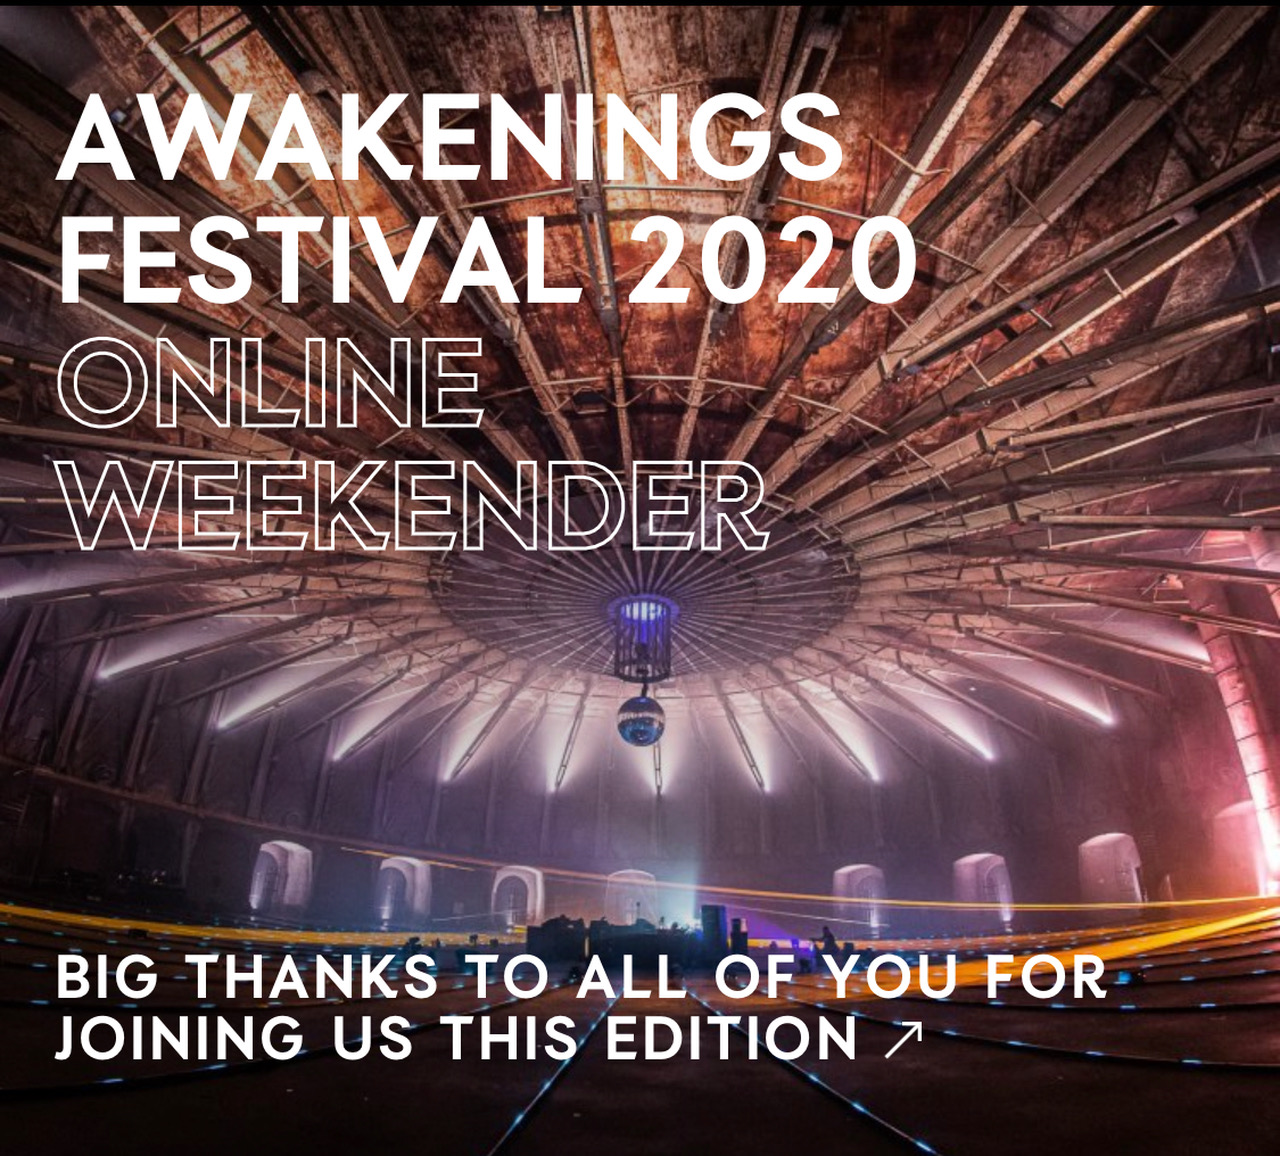 AWAKENINGS
FESTIVAL 2020
ONLINE
WEEKENDER
BIG THANKS TO ALL OF YOU FOR
JOINING US THIS EDITION ↗